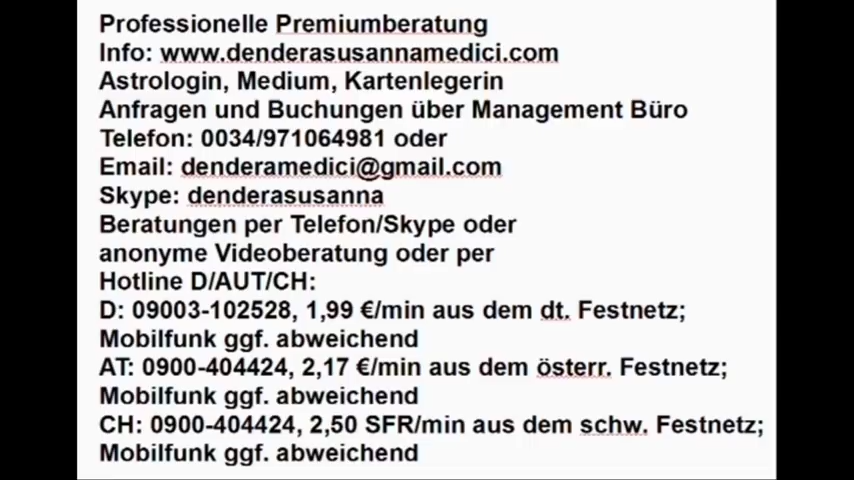 Professionelle Premiumberatung
Info: www.denderasusannamedici.com
Astrologin, Medium, Kartenlegerin
Anfragen und Buchungen über Management Büro
Telefon: 0034/971064981 oder
Email: denderamedici@gmail.com
Skype: denderasusanna
Beratungen per Telefon/Skype oder
anonyme Videoberatung oder per
Hotline D/AUT/CH:
D: 09003-102528, 1,99 €/min aus dem dt. Festnetz;
Mobilfunk ggf. abweichend
AT: 0900-404424, 2,17 €/min aus dem österr. Festnetz;
Mobilfunk ggf. abweichend
CH: 0900-404424, 2,50 SFR/min aus dem schw. Festnetz;
Mobilfunk ggf. abweichend